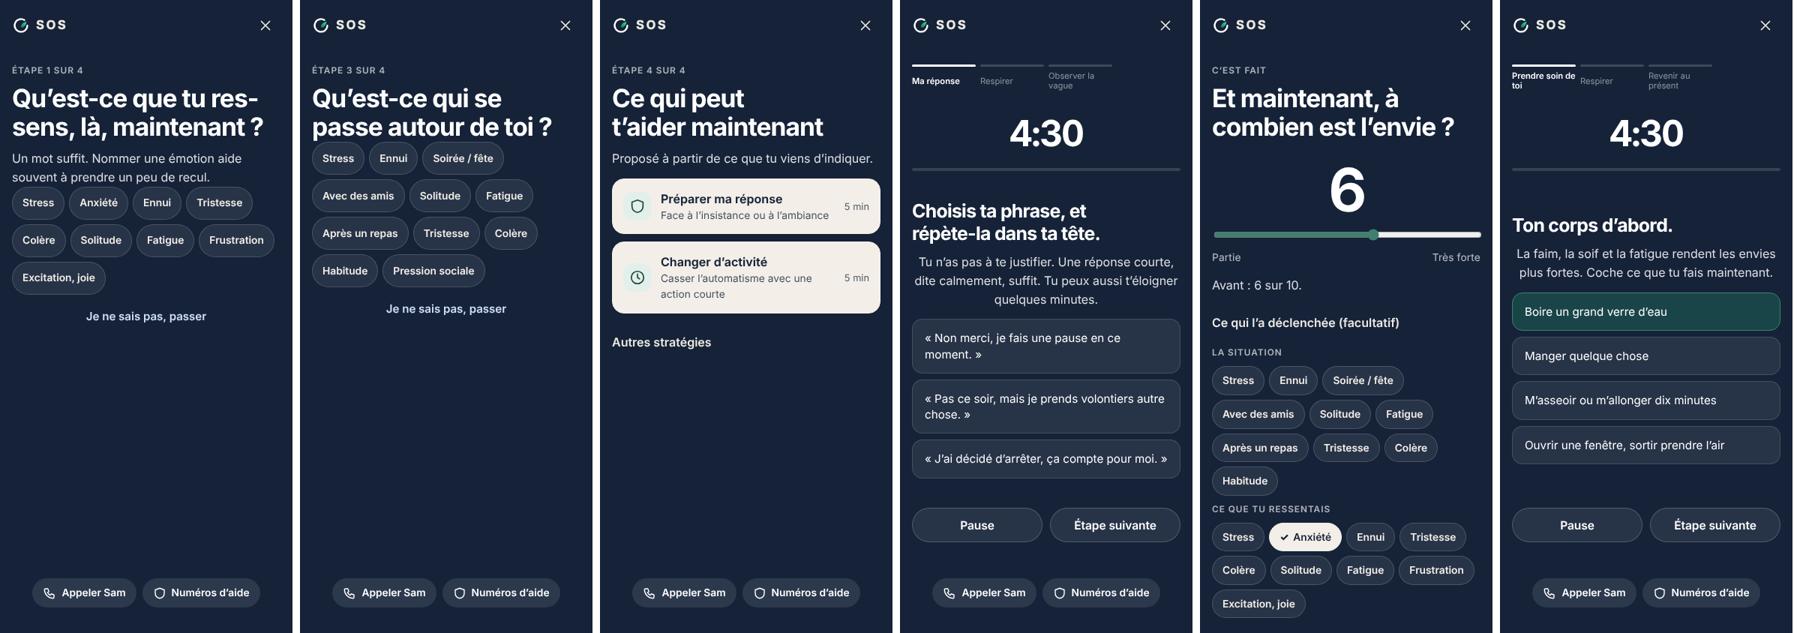 SOS
ÉTAPE 1 SUR 4
Qu’est-ce que tu res-
sens, là, maintenant ?
Un mot suffit. Nommer une émotion aide
souvent à prendre un peu de recul.
Stress
Anxiété
Ennui
Tristesse
Colère
Solitude
Fatigue
Frustration
Excitation, joie
Je ne sais pas, passer
Appeler Sam
Numéros d’aide
SOS
ÉTAPE 3 SUR 4
Qu’est-ce qui se
passe autour de toi ?
Stress
Ennui
Soirée / fête
Avec des amis
Solitude
Fatigue
Après un repas
Tristesse
Colère
Habitude
Pression sociale
Je ne sais pas, passer
Appeler Sam
Numéros d’aide
SOS
ÉTAPE 4 SUR 4
Ce qui peut
t’aider maintenant
Proposé à partir de ce que tu viens d’indiquer.
Préparer ma réponse
Face à l’insistance ou à l’ambiance
5 min
Changer d’activité
Casser l’automatisme avec une
action courte
5 min
Autres stratégies
Appeler Sam
Numéros d’aide
SOS
Ma réponse
Respirer
Observer la
vague
4:30
Choisis ta phrase, et
répète-la dans ta tête.
Tu n’as pas à te justifier. Une réponse courte,
dite calmement, suffit. Tu peux aussi t’éloigner
quelques minutes.
« Non merci, je fais une pause en ce
moment. »
« Pas ce soir, mais je prends volontiers autre
chose. »
« J’ai décidé d’arrêter, ça compte pour moi. »
Pause
Étape suivante
Appeler Sam
Numéros d’aide
SOS
C’EST FAIT
Et maintenant, à
combien est l’envie ?
6
Partie
Très forte
Avant : 6 sur 10.
Ce qui l’a déclenchée (facultatif)
LA SITUATION
Stress
Ennui
Soirée / fête
Avec des amis
Solitude
Fatigue
Après un repas
Tristesse
Colère
Habitude
CE QUE TU RESSENTAIS
Stress
Anxiété
Ennui
Tristesse
Colère
Solitude
Fatigue
Frustration
Excitation, joie
SOS
Prendre soin de
toi
Respirer
Revenir au
présent
4:30
Ton corps d’abord.
La faim, la soif et la fatigue rendent les envies
plus fortes. Coche ce que tu fais maintenant.
Boire un grand verre d’eau
Manger quelque chose
M’asseoir ou m’allonger dix minutes
Ouvrir une fenêtre, sortir prendre l’air
Pause
Étape suivante
Appeler Sam
Numéros d’aide